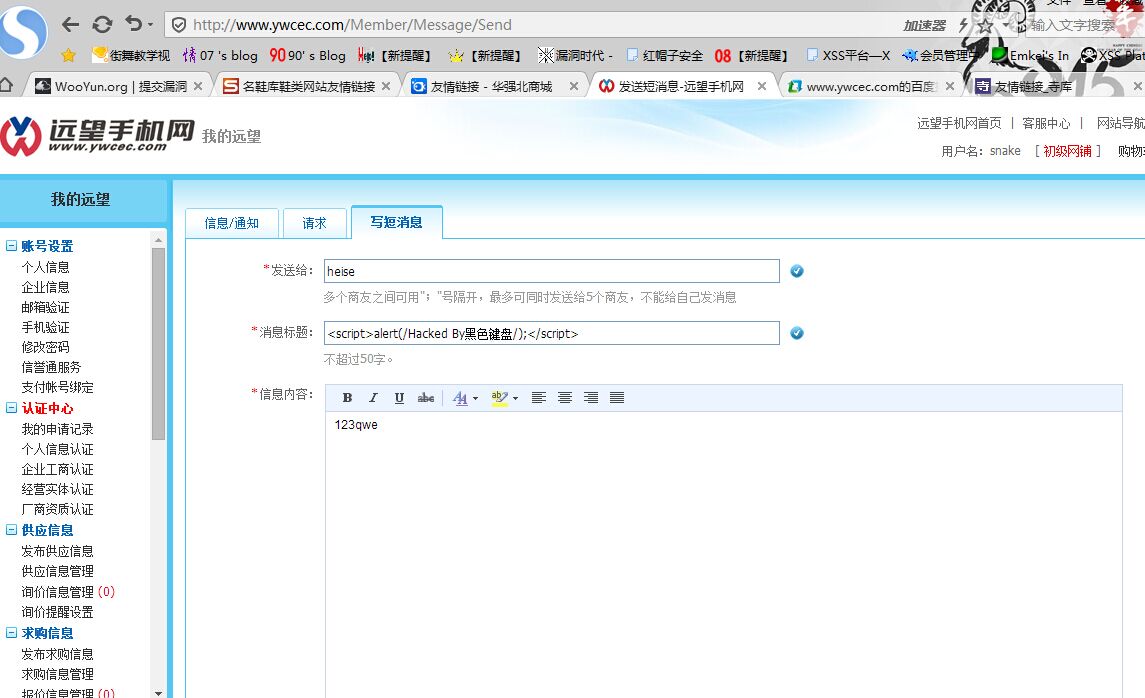 文件 查看 收藏
http://www.ywcec.com/Member/Message/Send 加速器 输入文字搜索
街舞教学视 07 's blog 90' s Blog 【新提醒】 【新提醒】 漏洞时代 - 红帽子安全 08 【新提醒】 XSS平台—X 会员管理中 Emkei's In XSS Plat
WooYun.org | 提交漏洞 名鞋库鞋类网站友情链接 友情链接 - 华强北商城 发送短消息-远望手机网 www.ywcec.com的百度 友情链接_寺库
远望手机网 我的远望
www.ywcec.com
远望手机网首页 | 客服中心 | 网站导航
用户名: snake [ 初级网铺 ] 购物
我的远望
信息/通知 请求 写短消息
账号设置
个人信息
企业信息
邮箱验证
手机验证
修改密码
信誉通服务
支付帐号绑定
认证中心
我的申请记录
个人信息认证
企业工商认证
经营实体认证
厂商资质认证
供应信息
发布供应信息
供应信息管理
询价信息管理 (0)
询价提醒设置
求购信息
发布求购信息
求购信息管理
报价信息管理 (0)
*发送给: heise
多个商友之间可用"；"号隔开，最多可同时发送给5个商友，不能给自己发消息
*消息标题: <script>alert(/Hacked By黑色键盘/);</script>
不超过50字。
*信息内容: B I U abc A ab
123qwe